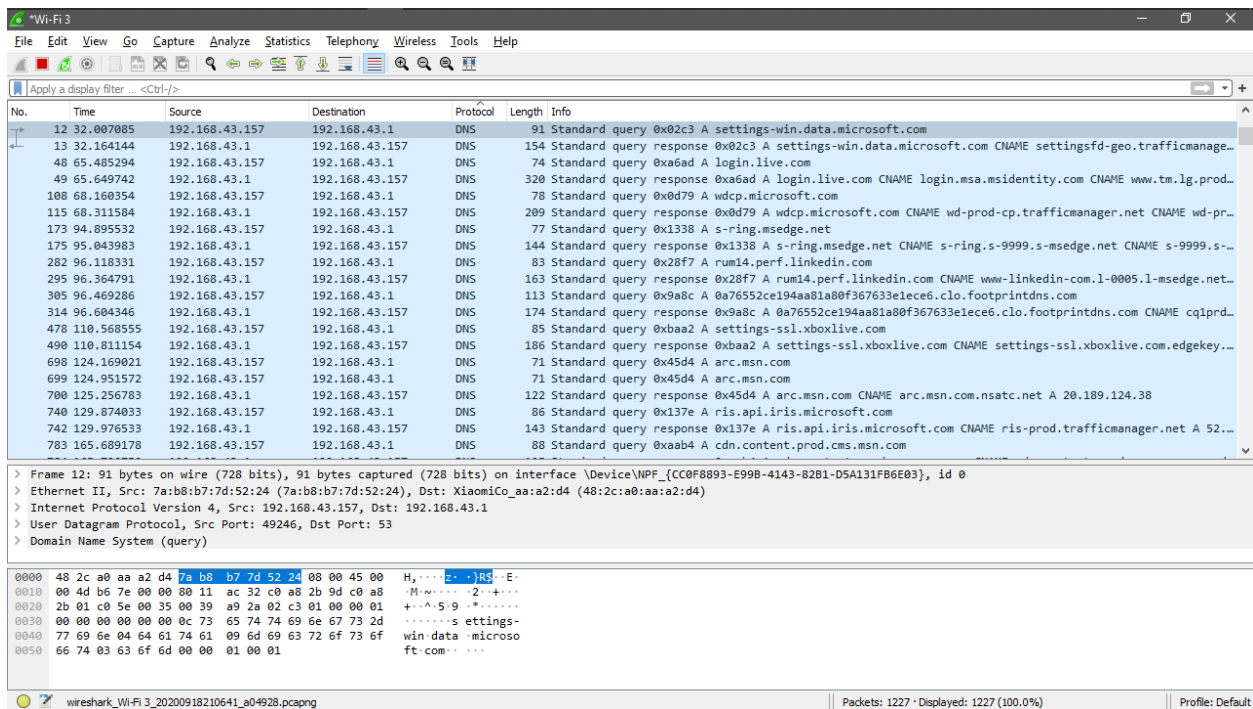 *Wi-Fi 3
File Edit View Go Capture Analyze Statistics Telephony Wireless Tools Help
Apply a display filter ... <Ctrl-/>
No. Time Source Destination Protocol Length Info
12 32.007085 192.168.43.157 192.168.43.1 DNS 91 Standard query 0x02c3 A settings-win.data.microsoft.com
13 32.164144 192.168.43.1 192.168.43.157 DNS 154 Standard query response 0x02c3 A settings-win.data.microsoft.com CNAME settingsfd-geo.trafficmanage…
48 65.485294 192.168.43.157 192.168.43.1 DNS 74 Standard query 0xa6ad A login.live.com
49 65.649742 192.168.43.1 192.168.43.157 DNS 320 Standard query response 0xa6ad A login.live.com CNAME login.msa.msidentity.com CNAME www.tm.lg.prod…
108 68.160354 192.168.43.157 192.168.43.1 DNS 78 Standard query 0x0d79 A wdcp.microsoft.com
115 68.311584 192.168.43.1 192.168.43.157 DNS 209 Standard query response 0x0d79 A wdcp.microsoft.com CNAME wd-prod-cp.trafficmanager.net CNAME wd-pr…
173 94.895532 192.168.43.157 192.168.43.1 DNS 77 Standard query 0x1338 A s-ring.msedge.net
175 95.043983 192.168.43.1 192.168.43.157 DNS 144 Standard query response 0x1338 A s-ring.msedge.net CNAME s-ring.s-9999.s-msedge.net CNAME s-9999.s-…
282 96.118331 192.168.43.157 192.168.43.1 DNS 83 Standard query 0x28f7 A rum14.perf.linkedin.com
295 96.364791 192.168.43.1 192.168.43.157 DNS 163 Standard query response 0x28f7 A rum14.perf.linkedin.com CNAME www-linkedin-com.l-0005.l-msedge.net…
305 96.469286 192.168.43.157 192.168.43.1 DNS 113 Standard query 0x9a8c A 0a76552ce194aa81a80f367633e1ece6.clo.footprintdns.com
314 96.604346 192.168.43.1 192.168.43.157 DNS 174 Standard query response 0x9a8c A 0a76552ce194aa81a80f367633e1ece6.clo.footprintdns.com CNAME cq1prd…
478 110.568555 192.168.43.157 192.168.43.1 DNS 85 Standard query 0xbaa2 A settings-ssl.xboxlive.com
490 110.811154 192.168.43.1 192.168.43.157 DNS 186 Standard query response 0xbaa2 A settings-ssl.xboxlive.com CNAME settings-ssl.xboxlive.com.edgekey.…
698 124.169021 192.168.43.157 192.168.43.1 DNS 71 Standard query 0x45d4 A arc.msn.com
699 124.951572 192.168.43.157 192.168.43.1 DNS 71 Standard query 0x45d4 A arc.msn.com
700 125.256783 192.168.43.1 192.168.43.157 DNS 122 Standard query response 0x45d4 A arc.msn.com CNAME arc.msn.com.nsatc.net A 20.189.124.38
740 129.874033 192.168.43.157 192.168.43.1 DNS 86 Standard query 0x137e A ris.api.iris.microsoft.com
742 129.976533 192.168.43.1 192.168.43.157 DNS 143 Standard query response 0x137e A ris.api.iris.microsoft.com CNAME ris-prod.trafficmanager.net A 52.…
783 165.689178 192.168.43.157 192.168.43.1 DNS 88 Standard query 0xaab4 A cdn.content.prod.cms.msn.com
> Frame 12: 91 bytes on wire (728 bits), 91 bytes captured (728 bits) on interface \Device\NPF_{CC0F8893-E99B-4143-82B1-D5A131FB6E03}, id 0
> Ethernet II, Src: 7a:b8:b7:7d:52:24 (7a:b8:b7:7d:52:24), Dst: XiaomiCo_aa:a2:d4 (48:2c:a0:aa:a2:d4)
> Internet Protocol Version 4, Src: 192.168.43.157, Dst: 192.168.43.1
> User Datagram Protocol, Src Port: 49246, Dst Port: 53
> Domain Name System (query)
0000 48 2c a0 aa a2 d4 7a b8 b7 7d 52 24 08 00 45 00 H,····z· ·}R$··E·
0010 00 4d b6 7e 00 00 80 11 ac 32 c0 a8 2b 9d c0 a8 ·M·~···· ·2··+···
0020 2b 01 c0 5e 00 35 00 39 a9 2a 02 c3 01 00 00 01 +··^·5·9 ·*······
0030 00 00 00 00 00 00 0c 73 65 74 74 69 6e 67 73 2d ·······s ettings-
0040 77 69 6e 04 64 61 74 61 09 6d 69 63 72 6f 73 6f win·data ·microso
0050 66 74 03 63 6f 6d 00 00 01 00 01 ft·com·· ···
wireshark_Wi-Fi 3_20200918210641_a04928.pcapng Packets: 1227 · Displayed: 1227 (100.0%) Profile: Default